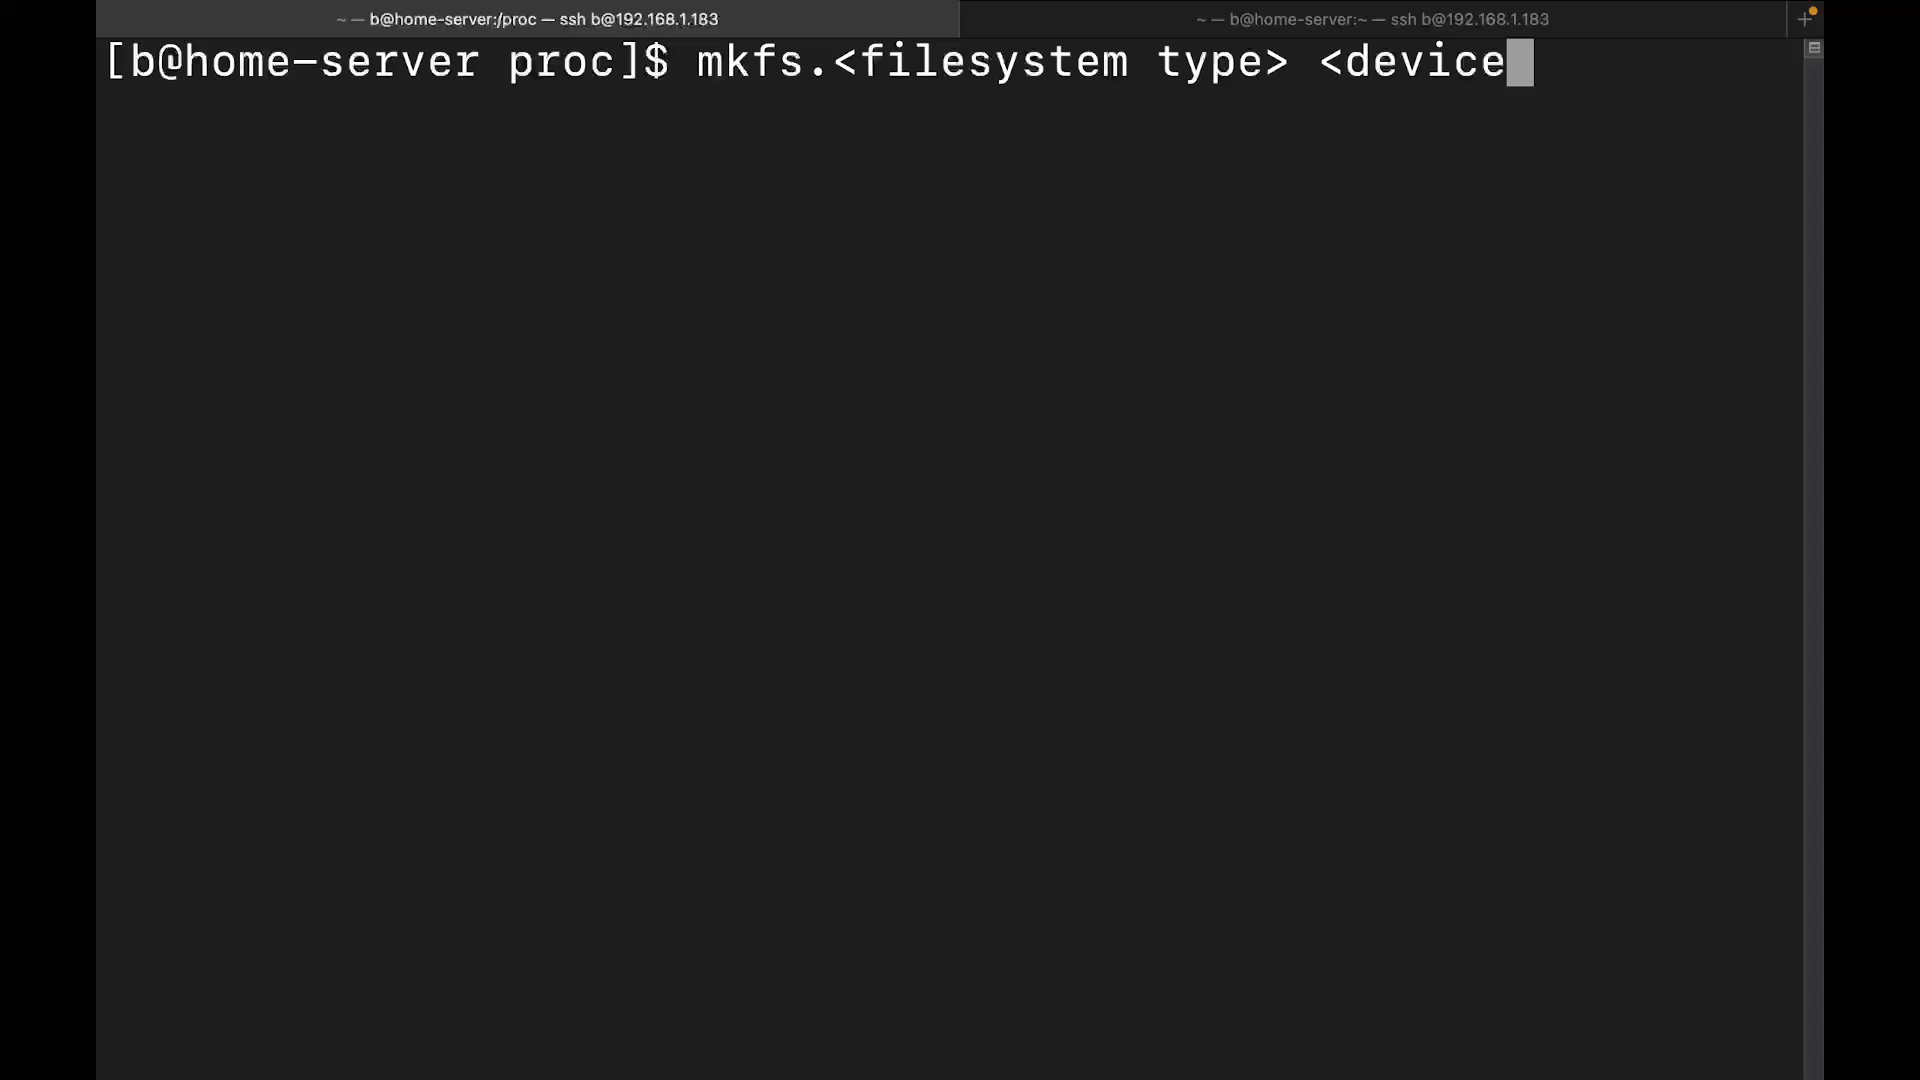 ~ — b@home-server:/proc — ssh b@192.168.1.183
~ — b@home-server:~ — ssh b@192.168.1.183
[b@home-server proc]$ mkfs.<filesystem type> <device